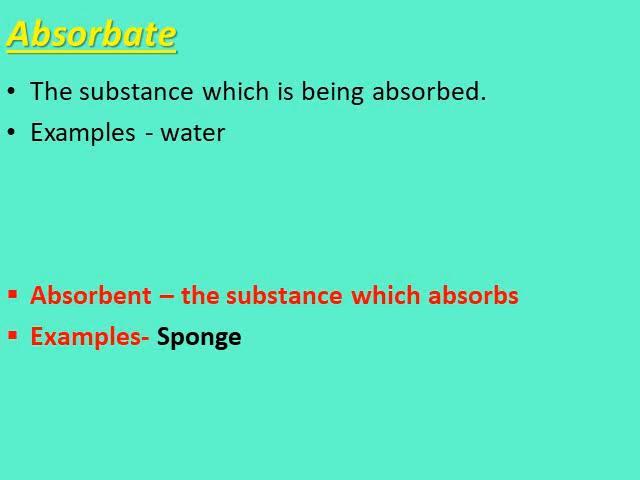 Absorbate
• The substance which is being absorbed.
• Examples - water
▪ Absorbent – the substance which absorbs
▪ Examples- Sponge